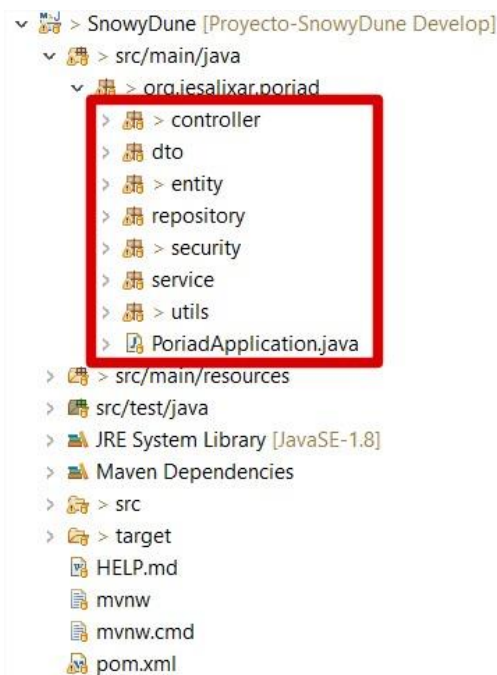 > SnowyDune [Proyecto-SnowyDune Develop]
> src/main/java
> org.iesalixar.poriad
> controller
dto
> entity
repository
> security
service
> utils
PoriadApplication.java
> src/main/resources
src/test/java
JRE System Library [JavaSE-1.8]
Maven Dependencies
> src
> target
HELP.md
mvnw
mvnw.cmd
pom.xml